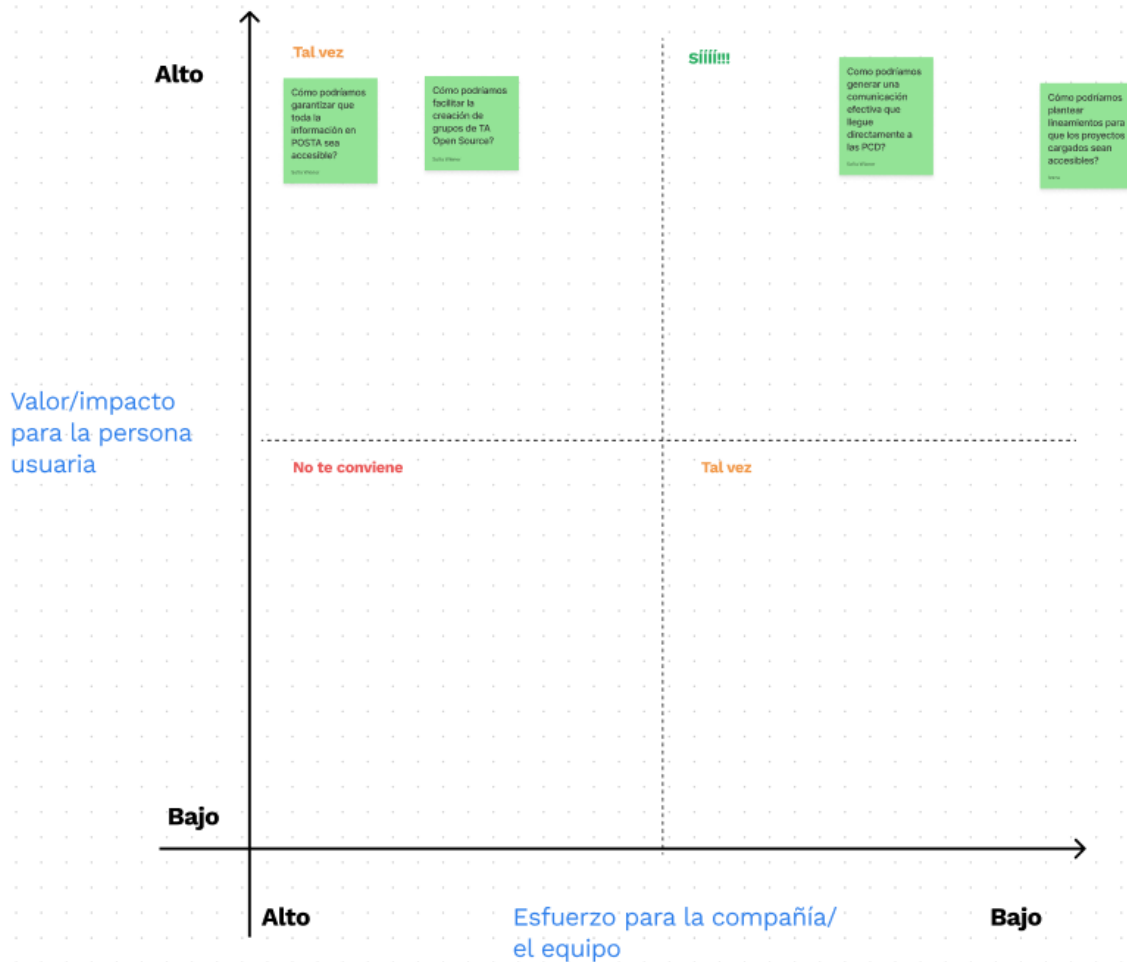 Alto
Tal vez
Cómo podríamos
garantizar que
toda la
información en
POSTA sea
accesible?
Cómo podríamos
facilitar la
creación de
grupos de TA
Open Source?
SÍÍÍÍ!!!
Como podríamos
generar una
comunicación
efectiva que
llegue
directamente a
las PCD?
Cómo podríamos
plantear
lineamientos para
que los proyectos
cargados sean
accesibles?
Valor/impacto
para la persona
usuaria
No te conviene
Tal vez
Bajo
Alto
Esfuerzo para la compañía/
el equipo
Bajo